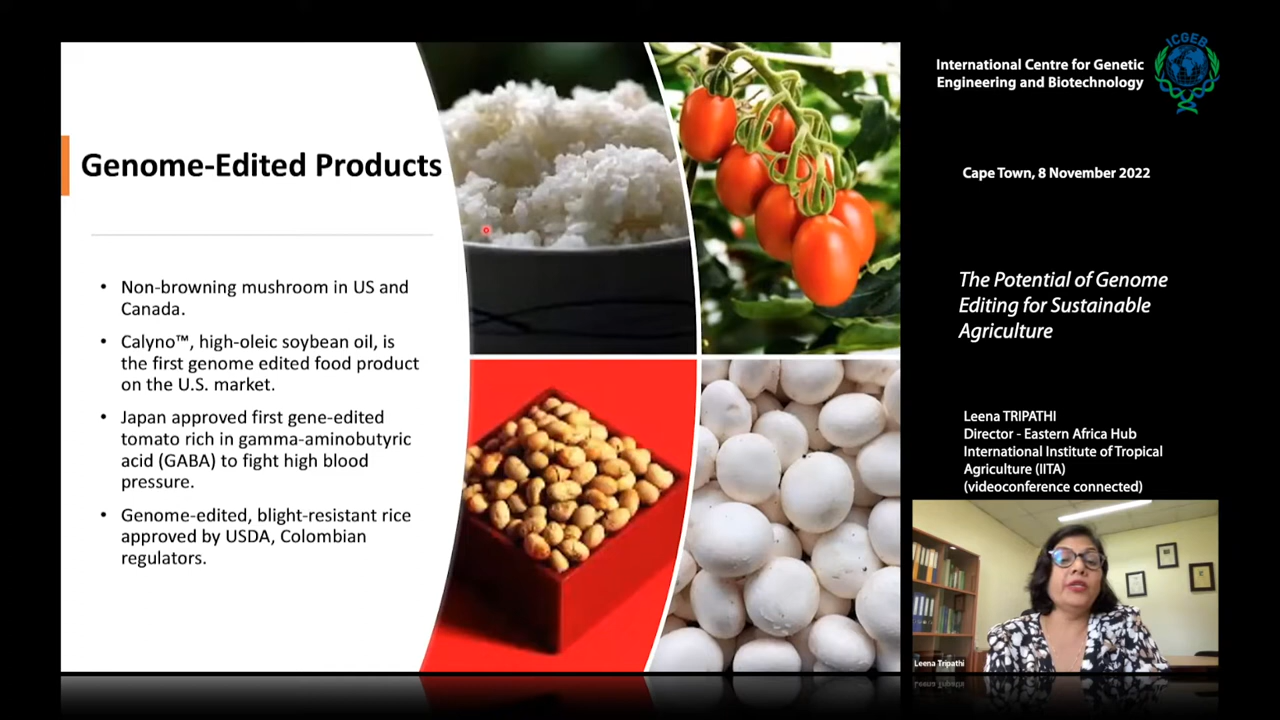 Genome-Edited Products
• Non-browning mushroom in US and
Canada.
• Calyno™, high-oleic soybean oil, is
the first genome edited food product
on the U.S. market.
• Japan approved first gene-edited
tomato rich in gamma-aminobutyric
acid (GABA) to fight high blood
pressure.
• Genome-edited, blight-resistant rice
approved by USDA, Colombian
regulators.
International Centre for Genetic
Engineering and Biotechnology
ICGEB
Cape Town, 8 November 2022
The Potential of Genome
Editing for Sustainable
Agriculture
Leena TRIPATHI
Director - Eastern Africa Hub
International Institute of Tropical
Agriculture (IITA)
(videoconference connected)
Leena Tripathi